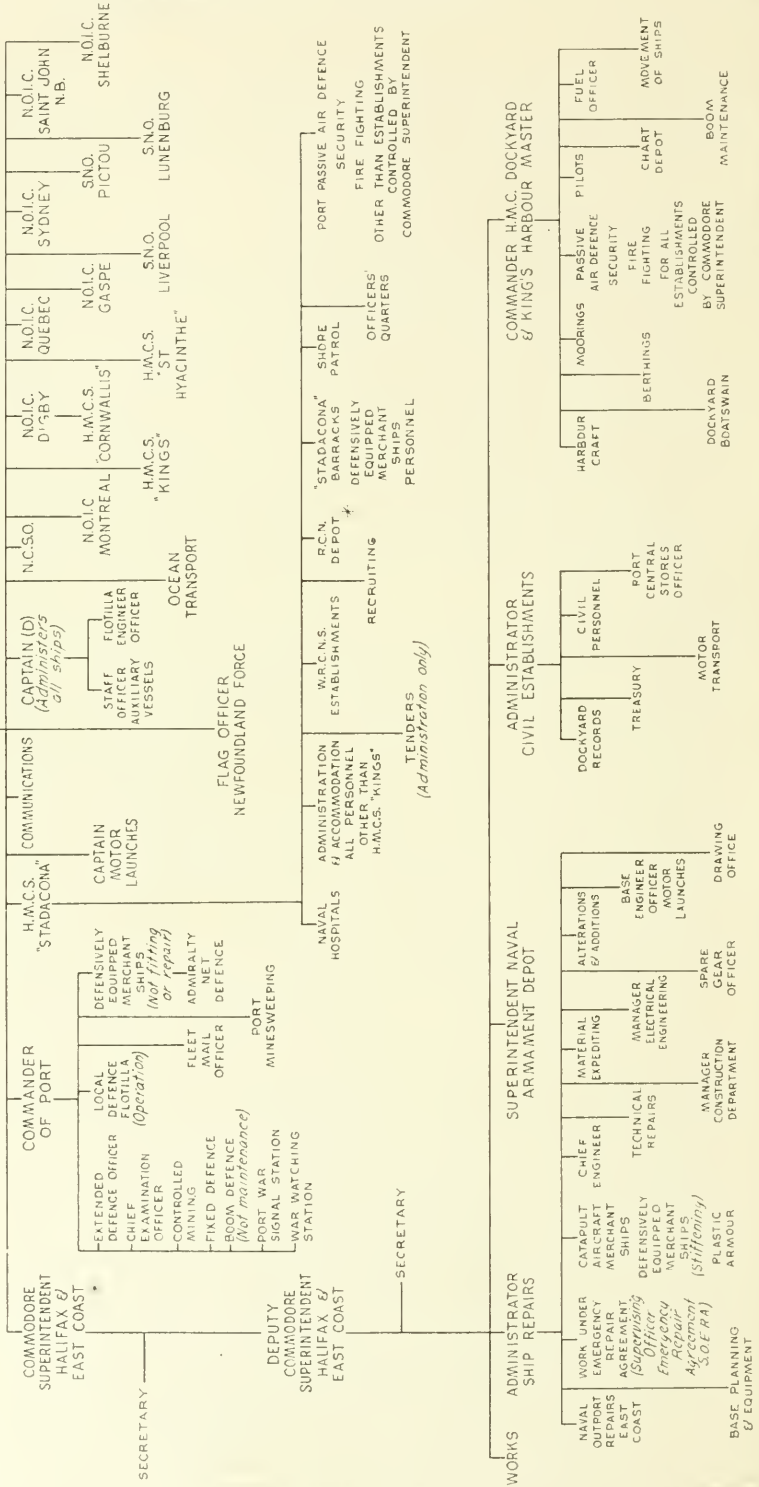 COMMODORE
SUPERINTENDENT
HALIFAX &
EAST COAST
SECRETARY
DEPUTY
COMMODORE
SUPERINTENDENT
HALIFAX &
EAST COAST
SECRETARY
COMMANDER
OF PORT
EXTENDED
DEFENCE OFFICER
CHIEF
EXAMINATION
OFFICER
CONTROLLED
MINING
FIXED DEFENCE
BOOM DEFENCE
(Not maintenance)
PORT WAR
SIGNAL STATION
WAR WATCHING
STATION
LOCAL
DEFENCE
FLOTILLA
(Operation)
FLEET
MAIL
OFFICER
DEFENSIVELY
EQUIPPED
MERCHANT
SHIPS
(Not fitting
or repair)
ADMIRALTY
NET
DEFENCE
PORT
MINESWEEPING
H.M.C.S.
"STADACONA"
CAPTAIN
MOTOR
LAUNCHES
COMMUNICATIONS
FLAG OFFICER
NEWFOUNDLAND FORCE
CAPTAIN (D)
(Administers
all ships)
STAFF
OFFICER
AUXILIARY
VESSELS
FLOTILLA
ENGINEER
OFFICER
OCEAN
TRANSPORT
N.C.S.O.
N.O.I.C
MONTREAL
N.O.I.C.
DIGBY
H.M.C.S.
"CORNWALLIS"
H.M.C.S.
"KINGS"
N.O.I.C.
QUEBEC
H.M.C.S.
"ST
HYACINTHE"
N.O.I.C.
GASPE
N.O.I.C.
SYDNEY
S.N.O.
LIVERPOOL
S.N.O.
PICTOU
N.O.I.C.
SAINT JOHN
N.B.
S.N.O.
LUNENBURG
N.O.I.C.
SHELBURNE
NAVAL
HOSPITALS
ADMINISTRATION
& ACCOMMODATION
ALL PERSONNEL
OTHER THAN
H.M.C.S. "KINGS"
TENDERS
(Administration only)
W.R.C.N.S.
ESTABLISHMENTS
RECRUITING
R.C.N.
DEPOT *
"STADACONA"
BARRACKS
DEFENSIVELY
EQUIPPED
MERCHANT
SHIPS
PERSONNEL
SHORE
PATROL
OFFICERS'
QUARTERS
PORT PASSIVE AIR DEFENCE
SECURITY
FIRE FIGHTING
OTHER THAN ESTABLISHMENTS
CONTROLLED BY
COMMODORE SUPERINTENDENT
WORKS
ADMINISTRATOR
SHIP REPAIRS
NAVAL
OUTPORT
REPAIRS
EAST
COAST
BASE PLANNING
& EQUIPMENT
WORK UNDER
EMERGENCY
REPAIR
AGREEMENT
(Supervising
Officer
Emergency
Repair
Agreement
S.O.E R A)
CATAPULT
AIRCRAFT
MERCHANT
SHIPS
DEFENSIVELY
EQUIPPED
MERCHANT
SHIPS
(Stiffening)
PLASTIC
ARMOUR
CHIEF
ENGINEER
TECHNICAL
REPAIRS
MANAGER
CONSTRUCTION
DEPARTMENT
MATERIAL
EXPEDITING
MANAGER
ELECTRICAL
ENGINEERING
SPARE
GEAR
OFFICER
ALTERATIONS
& ADDITIONS
BASE
ENGINEER
OFFICER
MOTOR
LAUNCHES
DRAWING
OFFICE
SUPERINTENDENT NAVAL
ARMAMENT DEPOT
ADMINISTRATOR
CIVIL ESTABLISHMENTS
DOCKYARD
RECORDS
TREASURY
MOTOR
TRANSPORT
CIVIL
PERSONNEL
PORT
CENTRAL
STORES
OFFICER
COMMANDER H.M.C. DOCKYARD
& KING'S HARBOUR MASTER
HARBOUR
CRAFT
DOCKYARD
BOATSWAIN
MOORINGS
BERTHINGS
PASSIVE
AIR DEFENCE
SECURITY
FIRE
FIGHTING
FOR ALL
ESTABLISHMENTS
CONTROLLED
BY COMMODORE
SUPERINTENDENT
PILOTS
CHART
DEPOT
BOOM
MAINTENANCE
FUEL
OFFICER
MOVEMENT
OF SHIPS